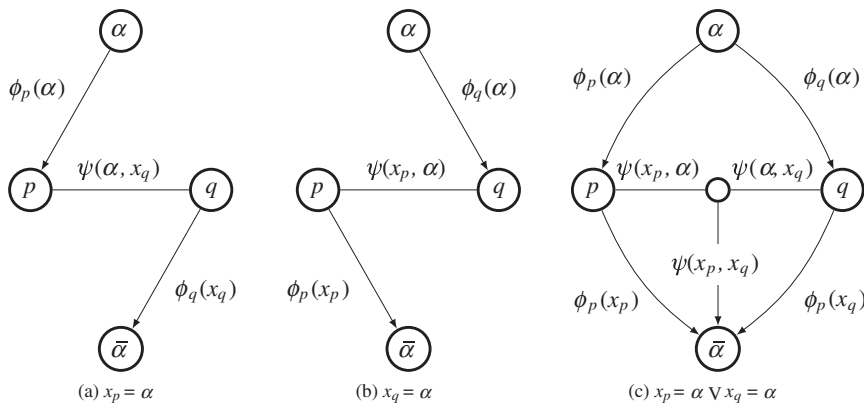 α
α
α
ϕp(α)
ϕq(α)
ϕp(α)
ϕq(α)
p
ψ(α, xq)
q
p
ψ(xp, α)
q
p
ψ(xp, α)
ψ(α, xq)
q
ψ(xp, xq)
ϕq(xq)
ϕp(xp)
ϕp(xp)
ϕp(xq)
ᾱ
ᾱ
ᾱ
(a) xp = α
(b) xq = α
(c) xp = α ∨ xq = α